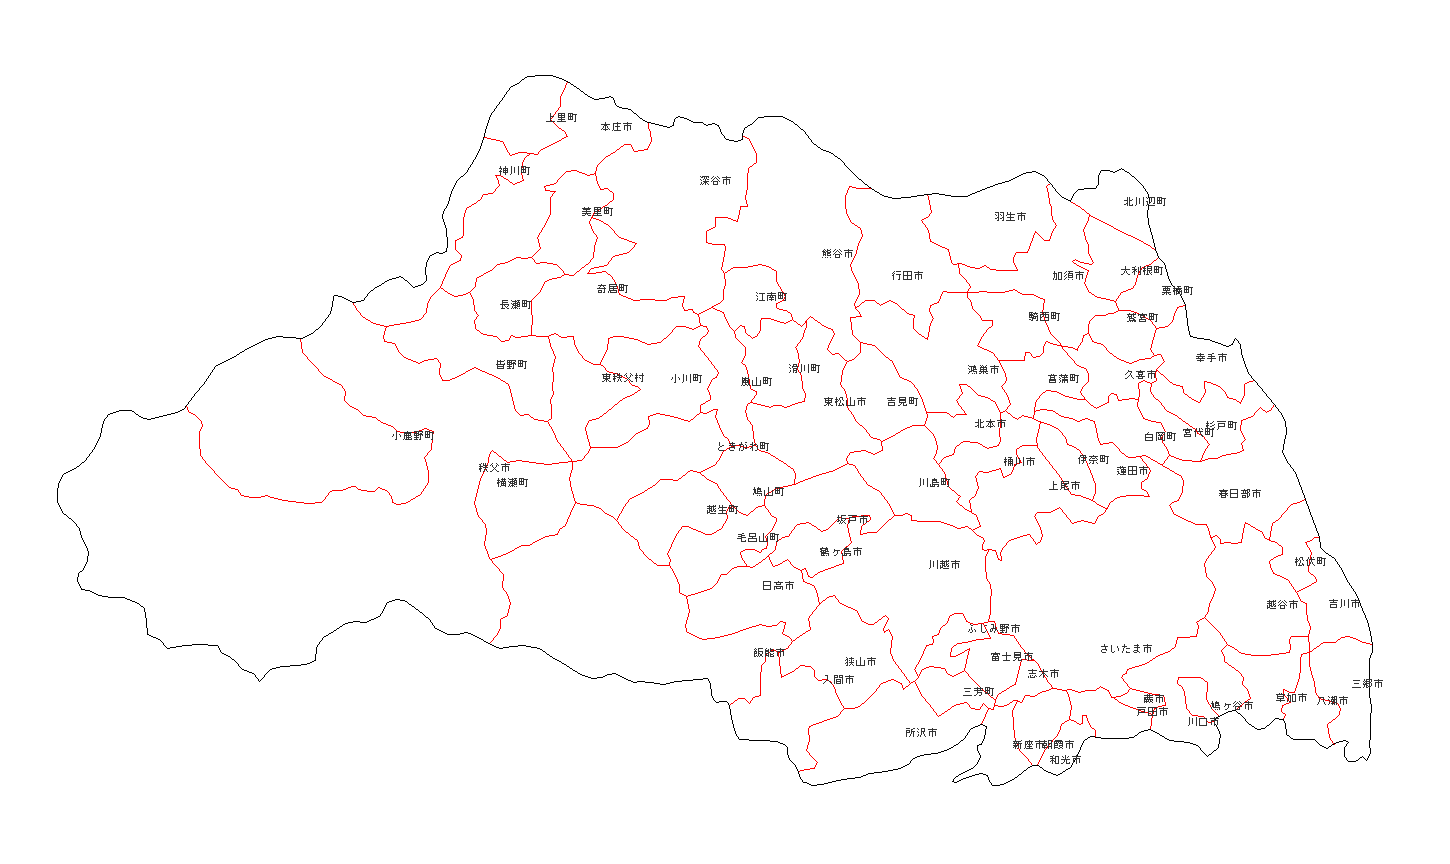 上里町
本庄市
神川町
深谷市
北川辺町
美里町
羽生市
熊谷市
大利根町
行田市
加須市
奇居町
栗橋町
江南町
長瀬町
騎西町
鷲宮町
幸手市
皆野町
滑川町
鴻巣市
久喜市
東秩父村
小川町
菖蒲町
嵐山町
東松山市
吉見町
北本市
杉戸町
宮代町
小鹿野町
白岡町
ときがわ町
伊奈町
桶川市
秩父市
蓮田市
横瀬町
川島町
上尾市
鳩山町
春日部市
越生町
坂戸市
毛呂山町
鶴ヶ島市
松伏町
川越市
日高市
越谷市
吉川市
ふじみ野市
さいたま市
飯能市
富士見市
狭山市
志木市
入間市
三郷市
三芳町
草加市
蕨市
八潮市
鳩ヶ谷市
戸田市
川口市
所沢市
新座市
朝霞市
和光市